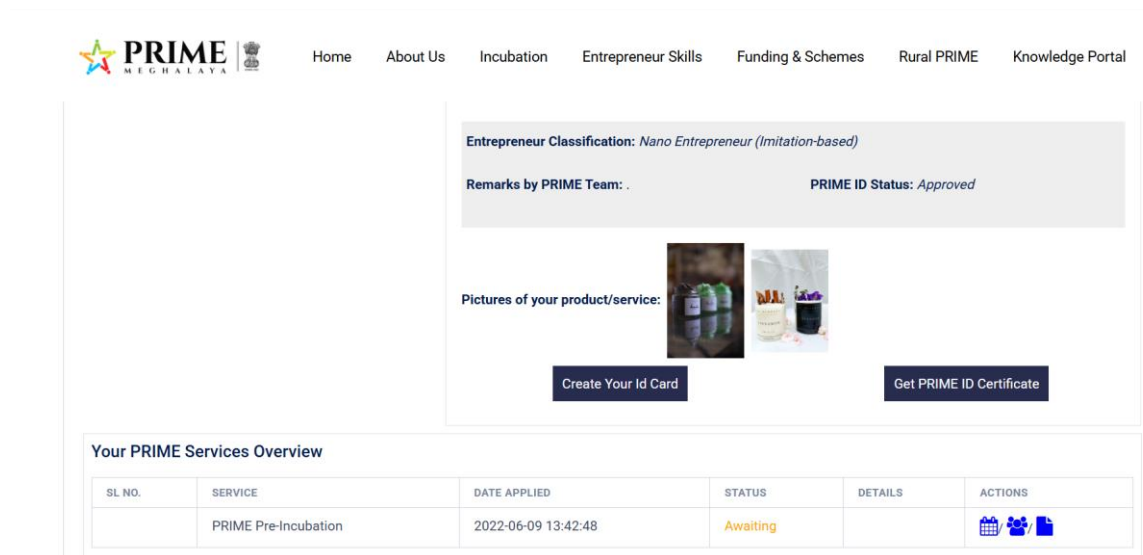 PRIME
MEGHALAYA
Home About Us Incubation Entrepreneur Skills Funding & Schemes Rural PRIME Knowledge Portal
Entrepreneur Classification: Nano Entrepreneur (Imitation-based)
Remarks by PRIME Team: . PRIME ID Status: Approved
Pictures of your product/service:
Create Your Id Card Get PRIME ID Certificate
Your PRIME Services Overview
SL NO. SERVICE DATE APPLIED STATUS DETAILS ACTIONS
PRIME Pre-Incubation 2022-06-09 13:42:48 Awaiting / /